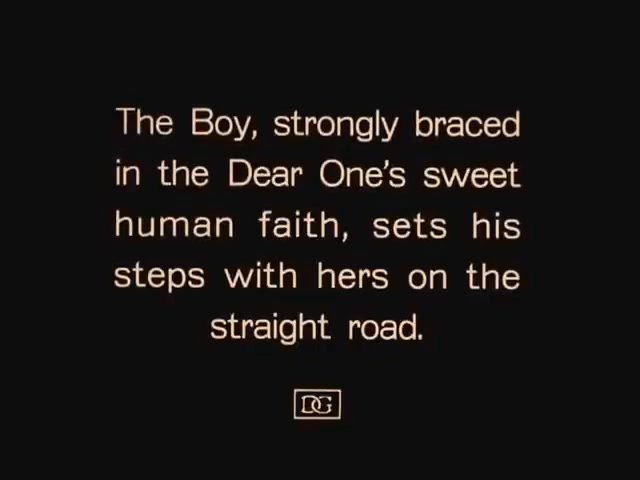 The Boy, strongly braced
in the Dear One's sweet
human faith, sets his
steps with hers on the
straight road.
DG